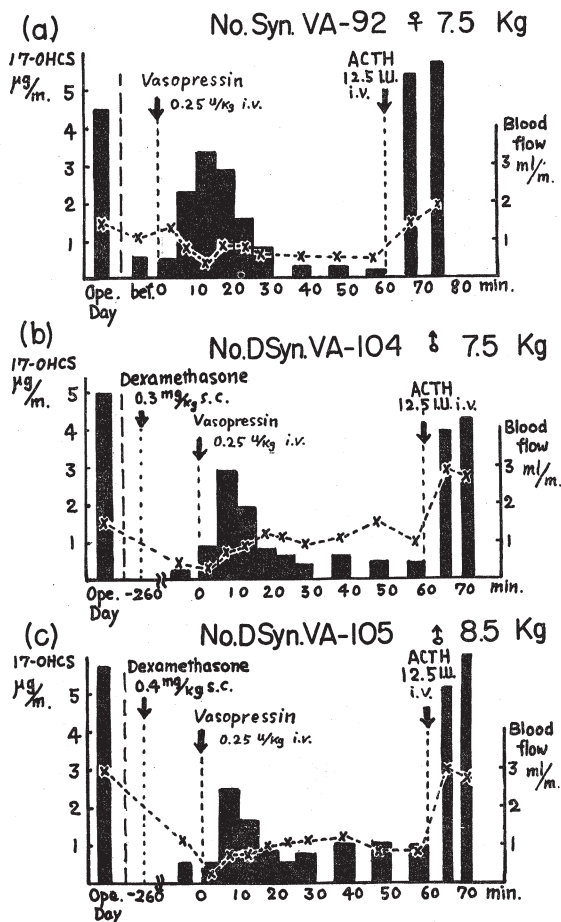 (a) No.Syn. VA-92 ♀ 7.5 Kg
17-OHCS
μg/m.
Vasopressin
0.25 u/Kg i.v.
ACTH
12.5 I.U.
i.v.
Blood
flow
ml/m.
5
4
3
2
1
3
2
1
Ope. bef. 0 10 20 30 40 50 60 70 80 min.
Day
(b) No.DSyn.VA-104 ♂ 7.5 Kg
17-OHCS
μg/m.
Dexamethasone
0.3 mg/kg s.c.
Vasopressin
0.25 u/Kg i.v.
ACTH
12.5 I.U. i.v.
Blood
flow
ml/m.
5
4
3
2
1
3
2
1
Ope. -260 0 10 20 30 40 50 60 70 min.
Day
(c) No.DSyn.VA-105 ♂ 8.5 Kg
17-OHCS
μg/m.
Dexamethasone
0.4 mg/kg s.c.
Vasopressin
0.25 u/Kg i.v.
ACTH
12.5 I.U.
i.v.
Blood
flow
ml/m.
5
4
3
2
1
3
2
1
Ope. -260 0 10 20 30 40 50 60 70 min.
Day